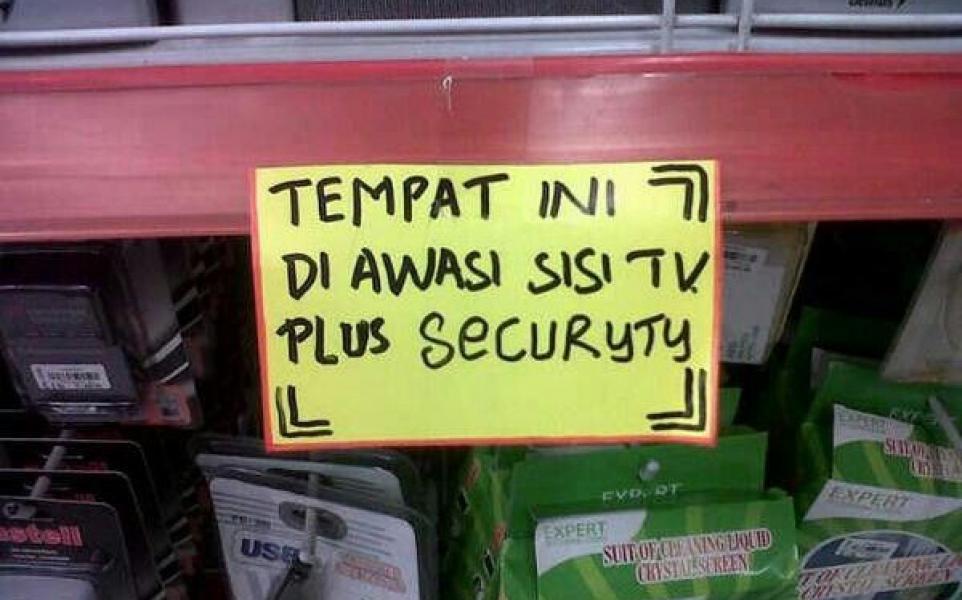 TEMPAT INI
DI AWASI SISI TV
PLUS SeCURyTy
EXPERT
SUIT OF CLEANING LIQUID
CRYSTAL SCREEN
EXPERT
USB